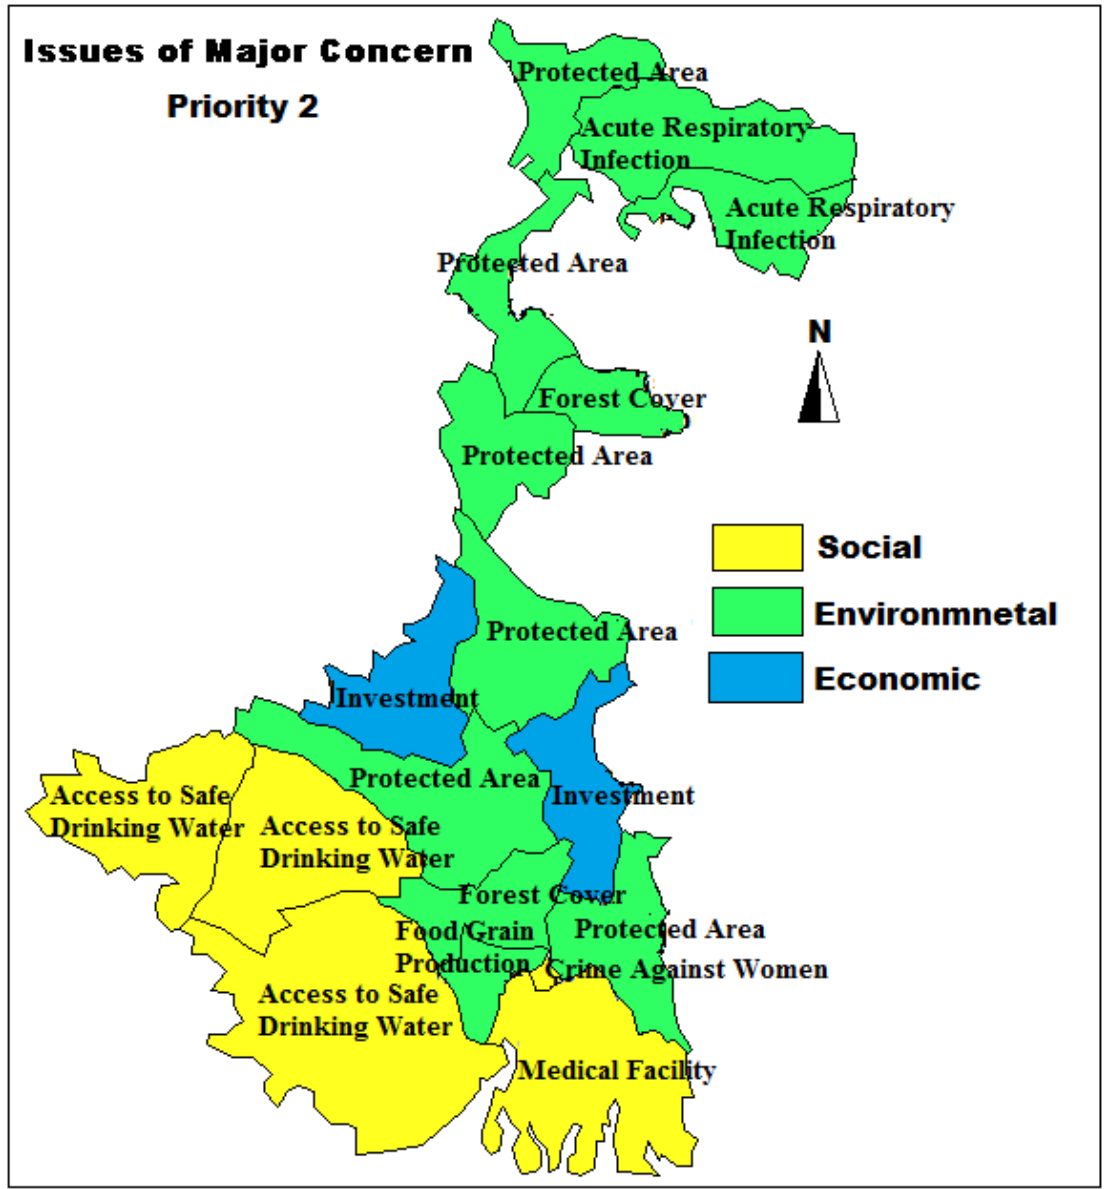 Issues of Major Concern
Priority 2
Protected Area
Acute Respiratory
Infection
Acute Respiratory
Infection
Protected Area
N
Forest Cover
Protected Area
Social
Environmnetal
Economic
Protected Area
Investment
Protected Area
Investment
Access to Safe
Drinking Water
Access to Safe
Drinking Water
Forest Cover
Food Grain
Production
Protected Area
Crime Against Women
Access to Safe
Drinking Water
Medical Facility